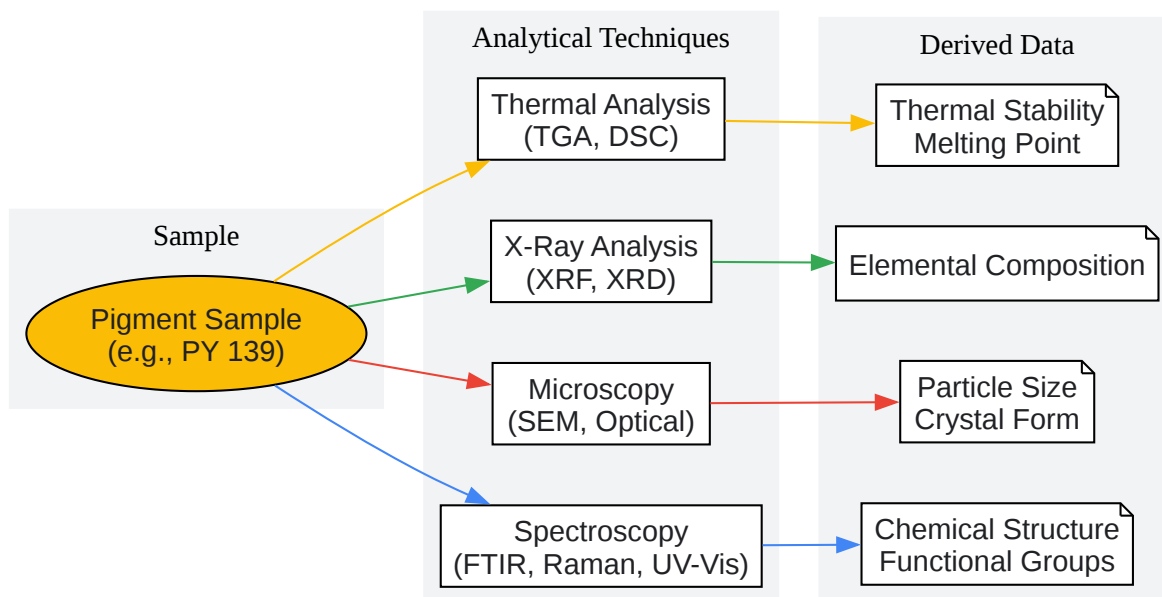 Sample
Pigment Sample
(e.g., PY 139)
Analytical Techniques
Thermal Analysis
(TGA, DSC)
X-Ray Analysis
(XRF, XRD)
Microscopy
(SEM, Optical)
Spectroscopy
(FTIR, Raman, UV-Vis)
Derived Data
Thermal Stability
Melting Point
Elemental Composition
Particle Size
Crystal Form
Chemical Structure
Functional Groups